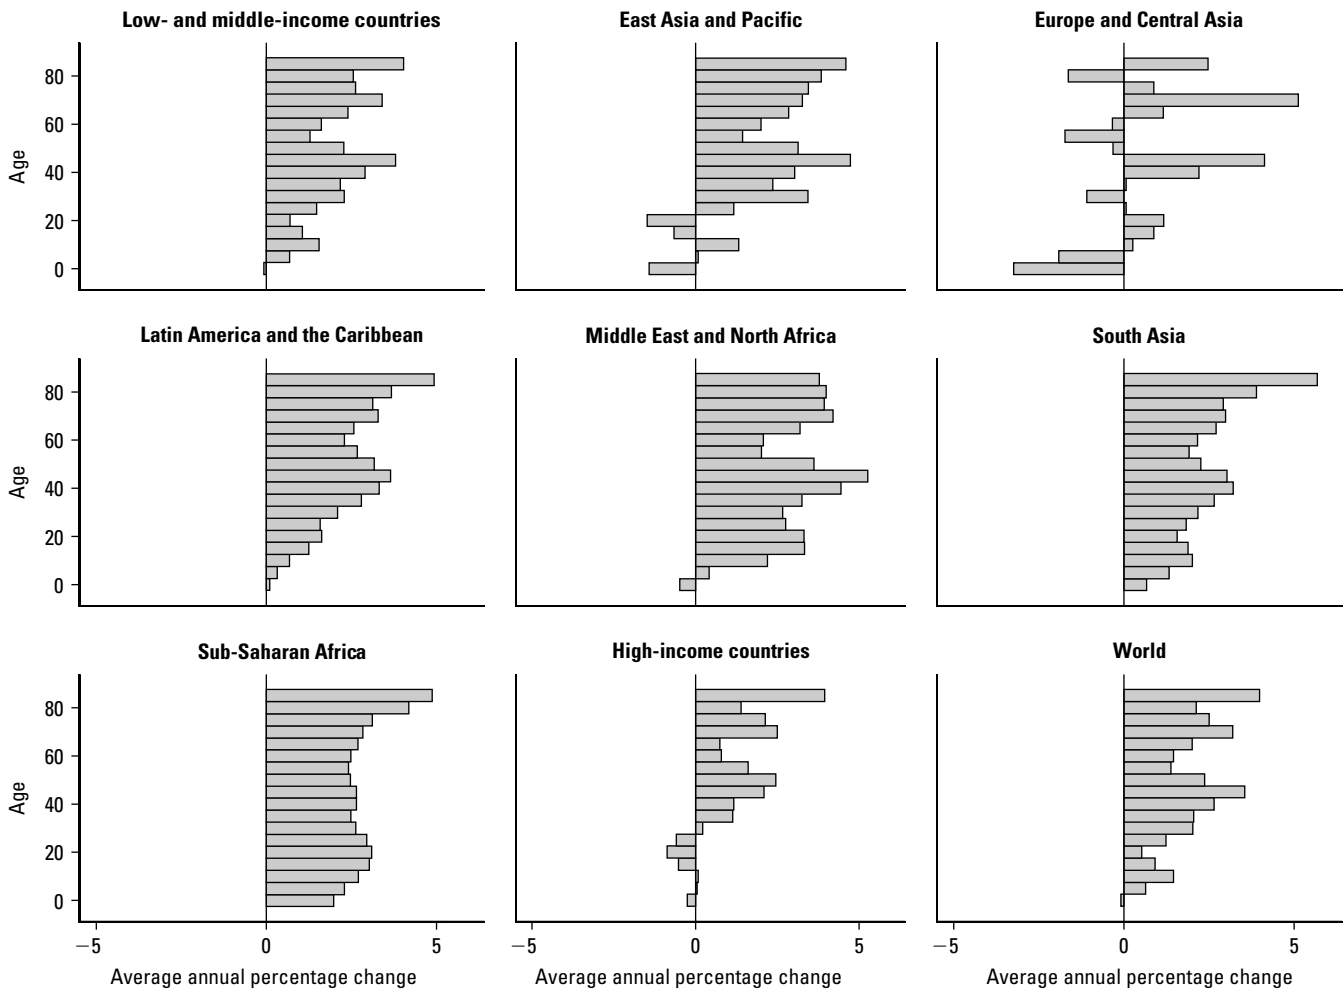 Low- and middle-income countries
East Asia and Pacific
Europe and Central Asia
Age
80
60
40
20
0
Latin America and the Caribbean
Middle East and North Africa
South Asia
Age
80
60
40
20
0
Sub-Saharan Africa
High-income countries
World
Age
80
60
40
20
0
−5 0 5
−5 0 5
−5 0 5
Average annual percentage change
Average annual percentage change
Average annual percentage change